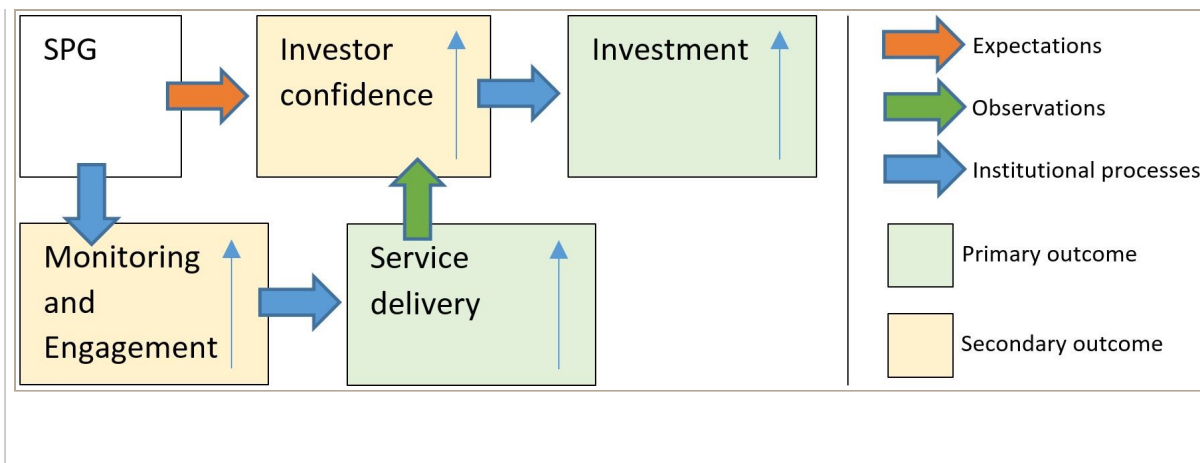 SPG
Investor
confidence
Investment
Monitoring
and
Engagement
Service
delivery
Expectations
Observations
Institutional processes
Primary outcome
Secondary outcome